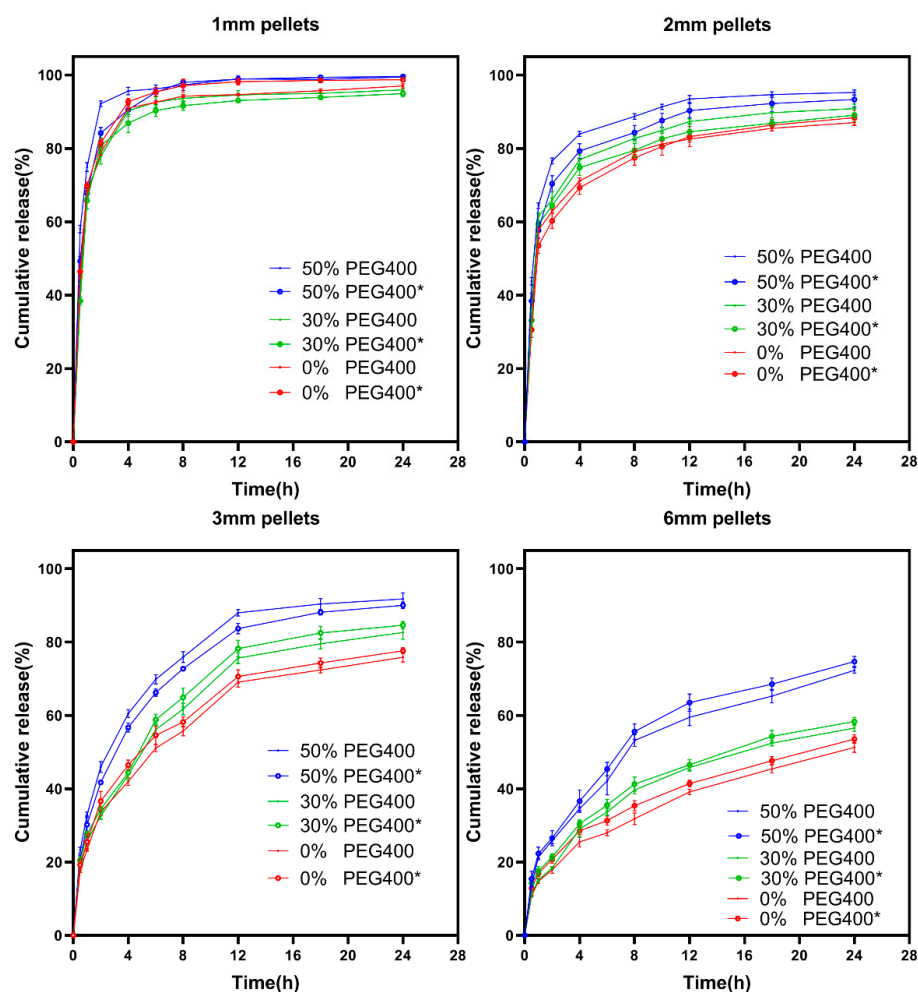 1mm pellets
Cumulative release(%)
100
80
60
40
20
0
50% PEG400
50% PEG400*
30% PEG400
30% PEG400*
0% PEG400
0% PEG400*
0 4 8 12 16 20 24 28
Time(h)
2mm pellets
Cumulative release(%)
100
80
60
40
20
0
50% PEG400
50% PEG400*
30% PEG400
30% PEG400*
0% PEG400
0% PEG400*
0 4 8 12 16 20 24 28
Time(h)
3mm pellets
Cumulative release(%)
100
80
60
40
20
0
50% PEG400
50% PEG400*
30% PEG400
30% PEG400*
0% PEG400
0% PEG400*
0 4 8 12 16 20 24 28
Time(h)
6mm pellets
Cumulative release(%)
100
80
60
40
20
0
50% PEG400
50% PEG400*
30% PEG400
30% PEG400*
0% PEG400
0% PEG400*
0 4 8 12 16 20 24 28
Time(h)